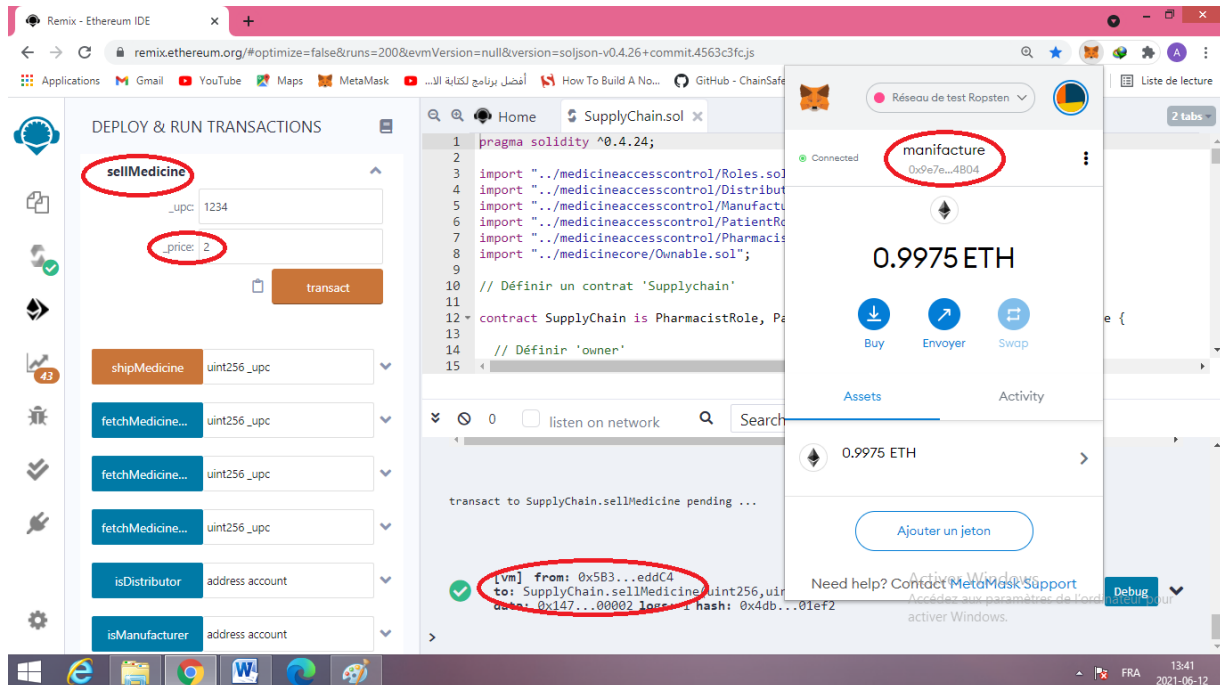 Remix - Ethereum IDE
remix.ethereum.org/#optimize=false&runs=200&evmVersion=null&version=soljson-v0.4.26+commit.4563c3fc.js
A
Applications Gmail YouTube Maps MetaMask أفضل برنامج لكتابة الا... How To Build A No... GitHub - ChainSafe Liste de lecture
DEPLOY & RUN TRANSACTIONS
sellMedicine
_upc: 1234
_price: 2
transact
shipMedicine uint256 _upc
43
fetchMedicine... uint256 _upc
fetchMedicine... uint256 _upc
fetchMedicine... uint256 _upc
isDistributor address account
isManufacturer address account
Home SupplyChain.sol 2 tabs
1 pragma solidity ^0.4.24;
2
3 import "../medicineaccesscontrol/Roles.sol
4 import "../medicineaccesscontrol/Distribut
5 import "../medicineaccesscontrol/Manufactu
6 import "../medicineaccesscontrol/PatientRo
7 import "../medicineaccesscontrol/Pharmacis
8 import "../medicinecore/Ownable.sol";
9
10 // Définir un contrat 'Supplychain'
11
12 contract SupplyChain is PharmacistRole, Pa e {
13
14 // Définir 'owner'
15
0 listen on network Search
transact to SupplyChain.sellMedicine pending ...
[vm] from: 0x5B3...eddC4
to: SupplyChain.sellMedicine(uint256,uin
data: 0x147...00002 logs: 1 hash: 0x4db...01ef2
Debug
>
Réseau de test Ropsten
Connected
manifacture
0x9e7e...4B04
0.9975 ETH
Buy Envoyer Swap
Assets Activity
0.9975 ETH
Ajouter un jeton
Need help? Contact MetaMask Support
Activer Windows
Accédez aux paramètres de l'ordinateur pour
activer Windows.
W
FRA
13:41
2021-06-12